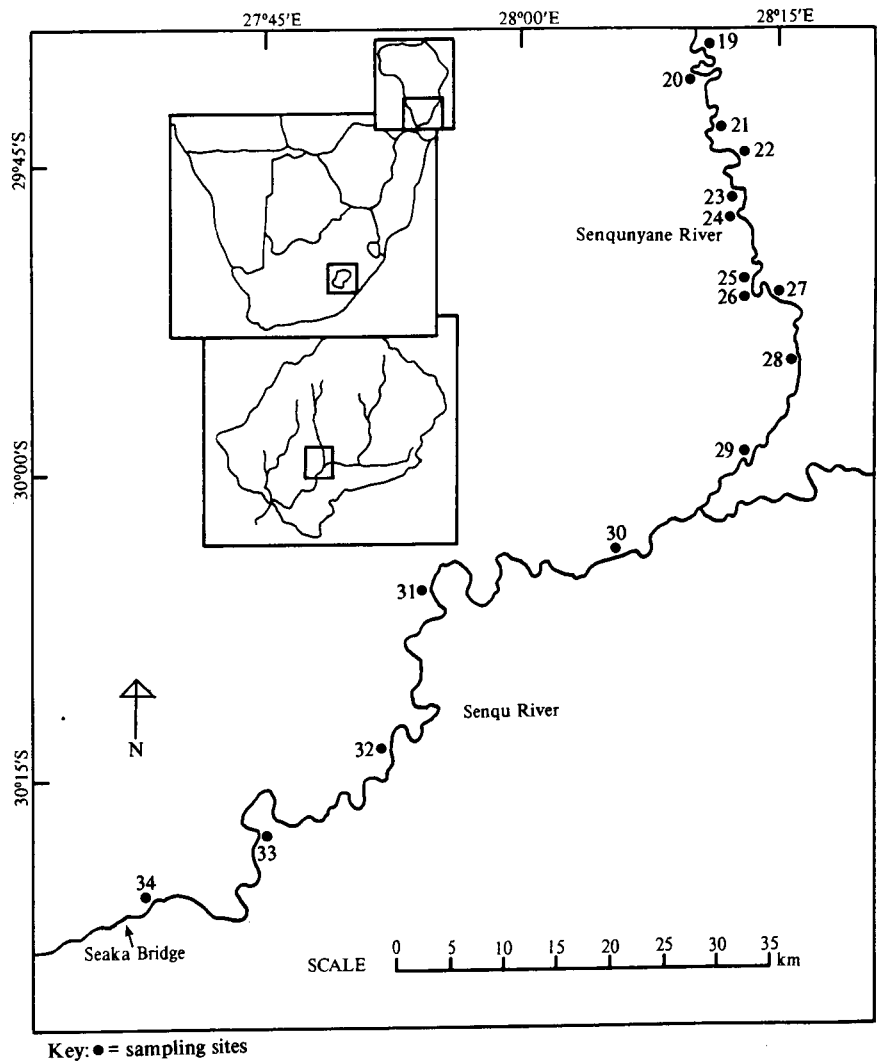 27°45′E 28°00′E 28°15′E
19
20
21
29°45′S
22
23
24
Senqunyane River
25
26
27
28
29
30°00′S
30
31
Senqu River
N
32
30°15′S
33
34
Seaka Bridge
SCALE
0 5 10 15 20 25 30 35
km
Key: ● = sampling sites